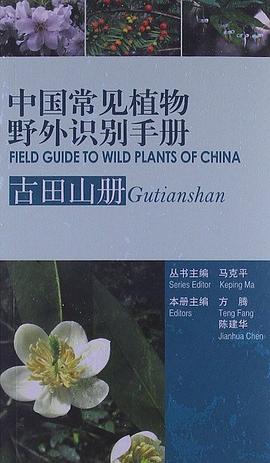 中国常见植物
野外识别手册
FIELD GUIDE TO WILD PLANTS OF CHINA
古田山册 Gutianshan
丛书主编 马克平
Series Editor Keping Ma
本册主编 方 腾
Editors Teng Fang
陈建华
Jianhua Chen